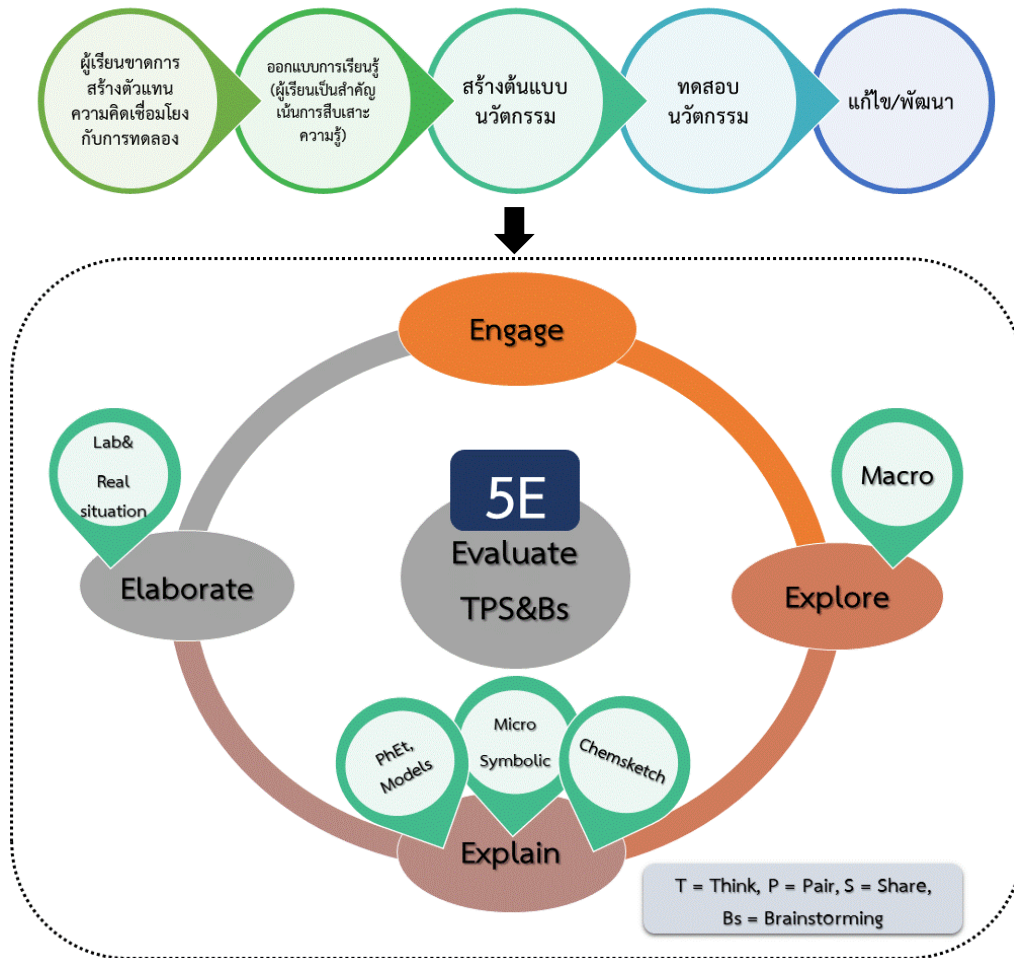 ผู้เรียนขาดการ
สร้างตัวแทน
ความคิดเชื่อมโยง
กับการทดลอง
ออกแบบการเรียนรู้
(ผู้เรียนเป็นสำคัญ
เน้นการสืบเสาะ
ความรู้)
สร้างต้นแบบ
นวัตกรรม
ทดสอบ
นวัตกรรม
แก้ไข/พัฒนา
Engage
Lab&
Real
situation
Macro
5E
Evaluate
TPS&Bs
Elaborate
Explore
PhEt,
Models
Micro
Symbolic
Chemsketch
Explain
T = Think, P = Pair, S = Share,
Bs = Brainstorming